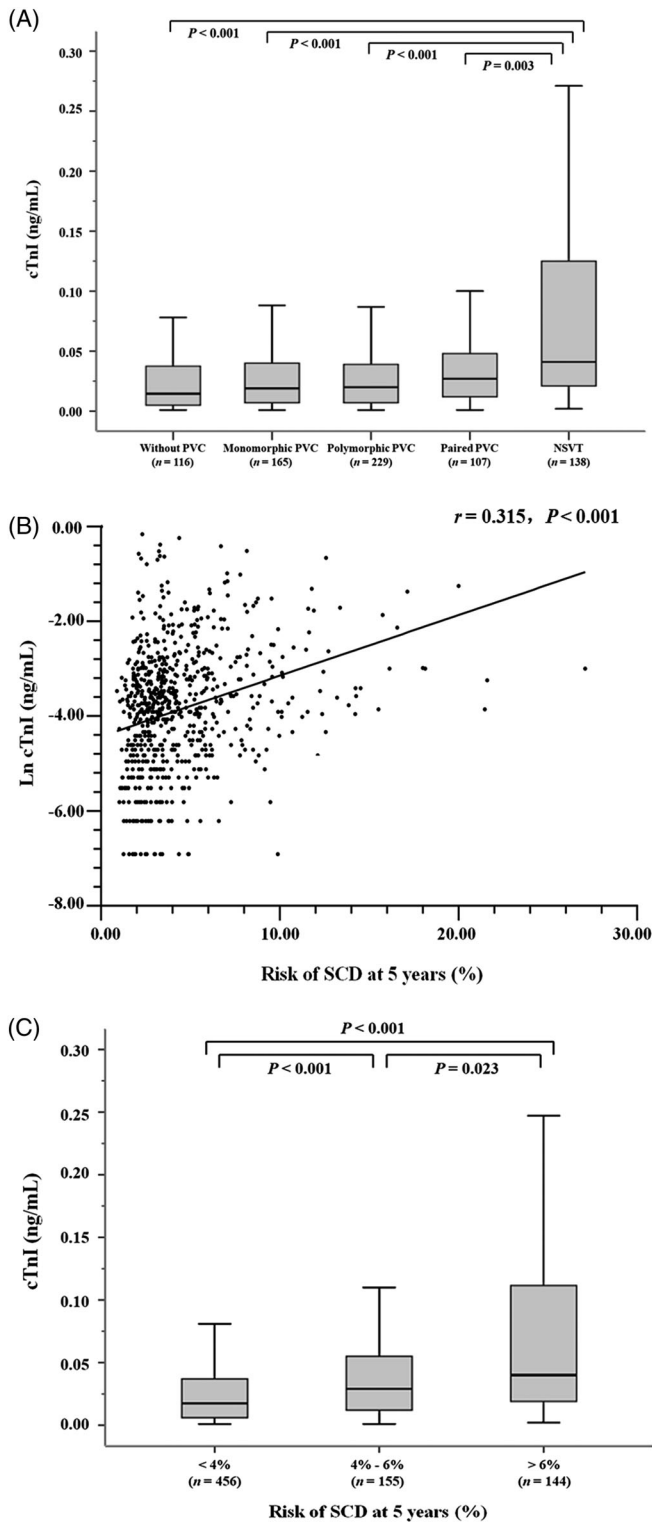 (A)
P < 0.001
P < 0.001
P < 0.001
P = 0.003
0.30
0.25
0.20
0.15
0.10
0.05
0.00
cTnI (ng/mL)
Without PVC Monomorphic PVC Polymorphic PVC Paired PVC NSVT
(n = 116) (n = 165) (n = 229) (n = 107) (n = 138)
(B)
r = 0.315, P < 0.001
0.00
-2.00
-4.00
-6.00
-8.00
Ln cTnI (ng/mL)
0.00 10.00 20.00 30.00
Risk of SCD at 5 years (%)
(C)
P < 0.001
P < 0.001 P = 0.023
0.30
0.25
0.20
0.15
0.10
0.05
0.00
cTnI (ng/mL)
< 4% 4% - 6% > 6%
(n = 456) (n = 155) (n = 144)
Risk of SCD at 5 years (%)